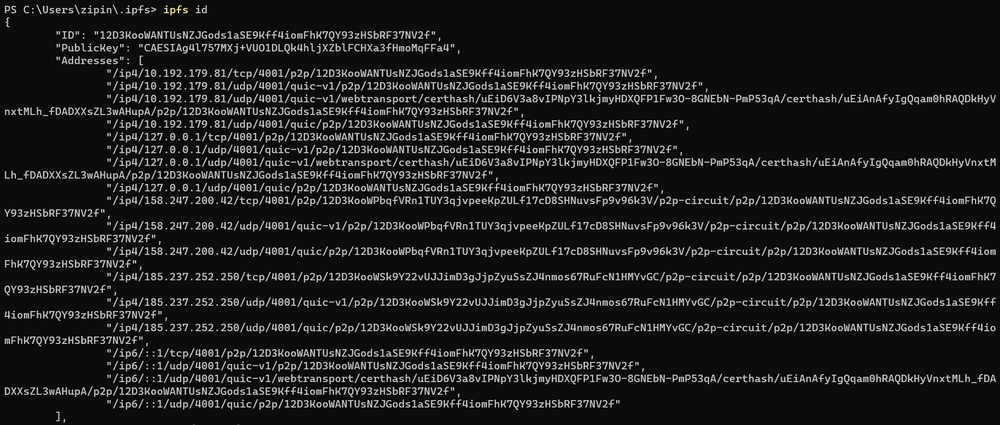 PS C:\Users\zipin\.ipfs> ipfs id
{
"ID": "12D3KooWANTUsNZJGods1aSE9Kff4iomFhK7QY93zHSbRF37NV2f",
"PublicKey": "CAESIAg4l757MXj+VUO1DLQk4hljXZblFCHXa3fHmoMqFFa4",
"Addresses": [
"/ip4/10.192.179.81/tcp/4001/p2p/12D3KooWANTUsNZJGods1aSE9Kff4iomFhK7QY93zHSbRF37NV2f",
"/ip4/10.192.179.81/udp/4001/quic-v1/p2p/12D3KooWANTUsNZJGods1aSE9Kff4iomFhK7QY93zHSbRF37NV2f",
"/ip4/10.192.179.81/udp/4001/quic-v1/webtransport/certhash/uEiD6V3a8vIPNpY3lkjmyHDXQFP1Fw3O-8GNEbN-PmP53qA/certhash/uEiAnAfyIgQqam0hRAQDkHyV
nxtMLh_fDADXXsZL3wAHupA/p2p/12D3KooWANTUsNZJGods1aSE9Kff4iomFhK7QY93zHSbRF37NV2f",
"/ip4/10.192.179.81/udp/4001/quic/p2p/12D3KooWANTUsNZJGods1aSE9Kff4iomFhK7QY93zHSbRF37NV2f",
"/ip4/127.0.0.1/tcp/4001/p2p/12D3KooWANTUsNZJGods1aSE9Kff4iomFhK7QY93zHSbRF37NV2f",
"/ip4/127.0.0.1/udp/4001/quic-v1/p2p/12D3KooWANTUsNZJGods1aSE9Kff4iomFhK7QY93zHSbRF37NV2f",
"/ip4/127.0.0.1/udp/4001/quic-v1/webtransport/certhash/uEiD6V3a8vIPNpY3lkjmyHDXQFP1Fw3O-8GNEbN-PmP53qA/certhash/uEiAnAfyIgQqam0hRAQDkHyVnxtM
Lh_fDADXXsZL3wAHupA/p2p/12D3KooWANTUsNZJGods1aSE9Kff4iomFhK7QY93zHSbRF37NV2f",
"/ip4/127.0.0.1/udp/4001/quic/p2p/12D3KooWANTUsNZJGods1aSE9Kff4iomFhK7QY93zHSbRF37NV2f",
"/ip4/158.247.200.42/tcp/4001/p2p/12D3KooWPbqfVRn1TUY3qjvpeeKpZULf17cD8SHNuvsFp9v96k3V/p2p-circuit/p2p/12D3KooWANTUsNZJGods1aSE9Kff4iomFhK7Q
Y93zHSbRF37NV2f",
"/ip4/158.247.200.42/udp/4001/quic-v1/p2p/12D3KooWPbqfVRn1TUY3qjvpeeKpZULf17cD8SHNuvsFp9v96k3V/p2p-circuit/p2p/12D3KooWANTUsNZJGods1aSE9Kff4
iomFhK7QY93zHSbRF37NV2f",
"/ip4/158.247.200.42/udp/4001/quic/p2p/12D3KooWPbqfVRn1TUY3qjvpeeKpZULf17cD8SHNuvsFp9v96k3V/p2p-circuit/p2p/12D3KooWANTUsNZJGods1aSE9Kff4iom
FhK7QY93zHSbRF37NV2f",
"/ip4/185.237.252.250/tcp/4001/p2p/12D3KooWSk9Y22vUJJimD3gJjpZyuSsZJ4nmos67RuFcN1HMYvGC/p2p-circuit/p2p/12D3KooWANTUsNZJGods1aSE9Kff4iomFhK7
QY93zHSbRF37NV2f",
"/ip4/185.237.252.250/udp/4001/quic-v1/p2p/12D3KooWSk9Y22vUJJimD3gJjpZyuSsZJ4nmos67RuFcN1HMYvGC/p2p-circuit/p2p/12D3KooWANTUsNZJGods1aSE9Kff
4iomFhK7QY93zHSbRF37NV2f",
"/ip4/185.237.252.250/udp/4001/quic/p2p/12D3KooWSk9Y22vUJJimD3gJjpZyuSsZJ4nmos67RuFcN1HMYvGC/p2p-circuit/p2p/12D3KooWANTUsNZJGods1aSE9Kff4io
mFhK7QY93zHSbRF37NV2f",
"/ip6/::1/tcp/4001/p2p/12D3KooWANTUsNZJGods1aSE9Kff4iomFhK7QY93zHSbRF37NV2f",
"/ip6/::1/udp/4001/quic-v1/p2p/12D3KooWANTUsNZJGods1aSE9Kff4iomFhK7QY93zHSbRF37NV2f",
"/ip6/::1/udp/4001/quic-v1/webtransport/certhash/uEiD6V3a8vIPNpY3lkjmyHDXQFP1Fw3O-8GNEbN-PmP53qA/certhash/uEiAnAfyIgQqam0hRAQDkHyVnxtMLh_fDA
DXXsZL3wAHupA/p2p/12D3KooWANTUsNZJGods1aSE9Kff4iomFhK7QY93zHSbRF37NV2f",
"/ip6/::1/udp/4001/quic/p2p/12D3KooWANTUsNZJGods1aSE9Kff4iomFhK7QY93zHSbRF37NV2f"
],